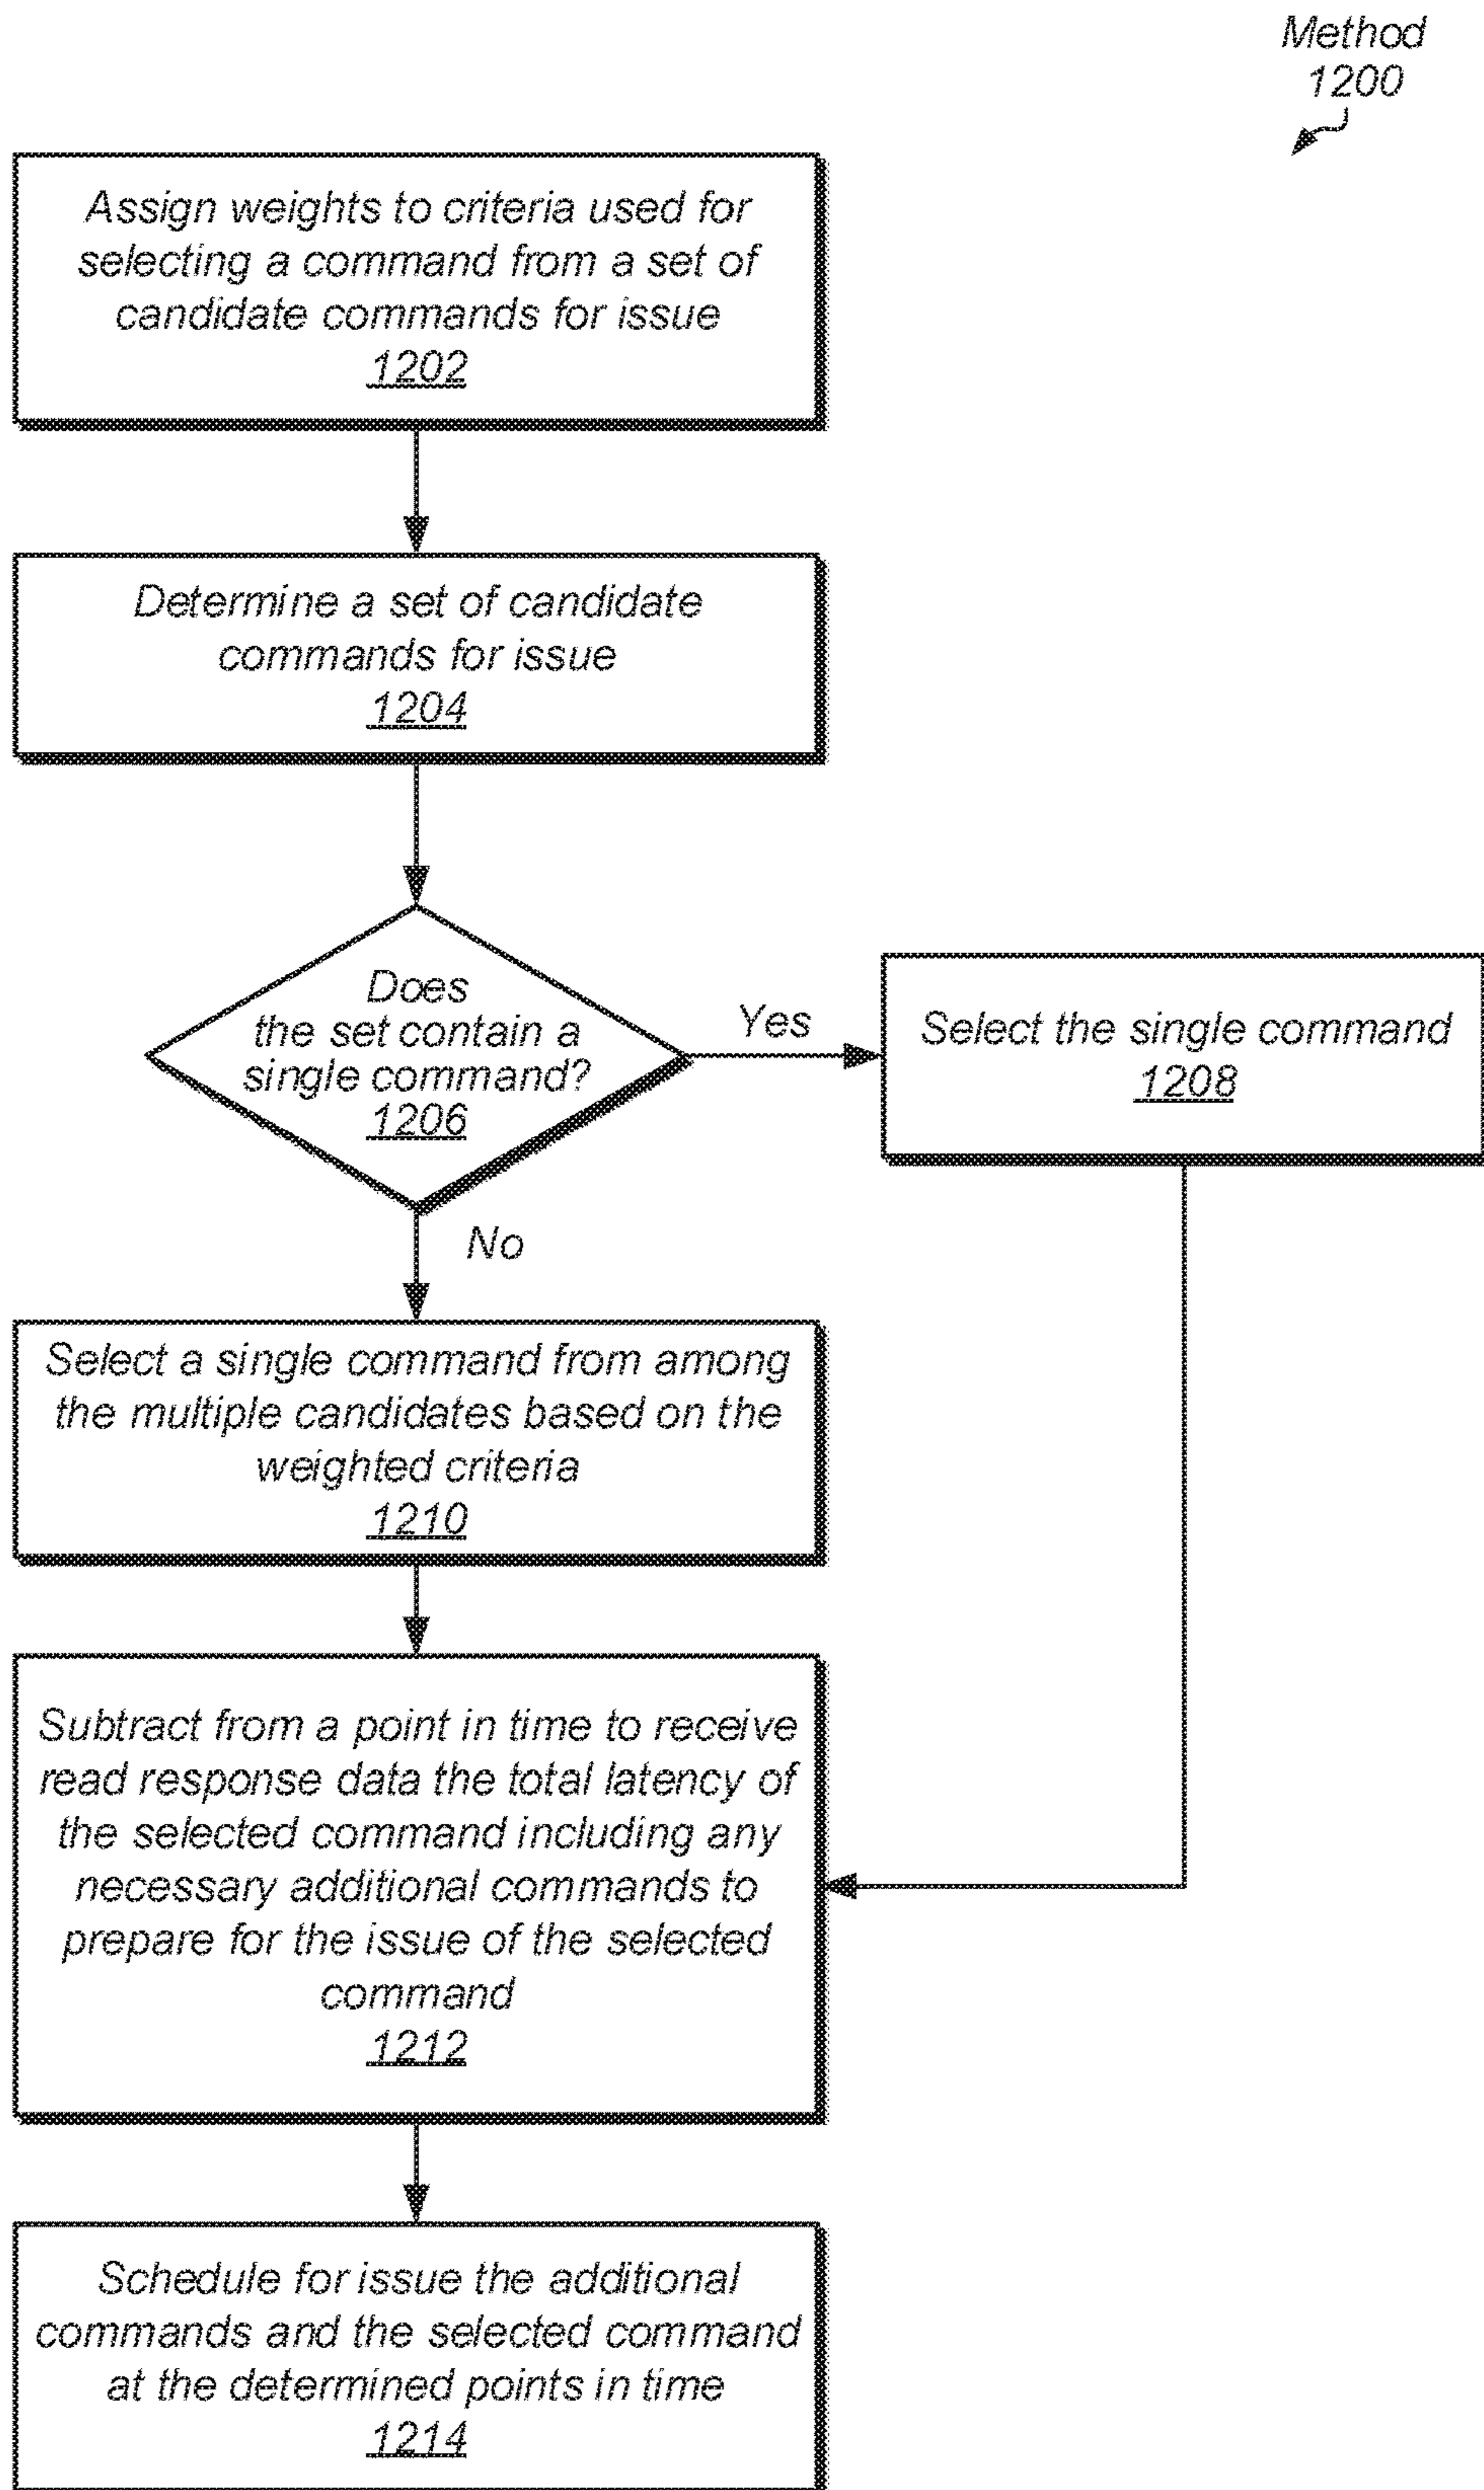 Method
1200
Assign weights to criteria used for
selecting a command from a set of
candidate commands for issue
1202
Determine a set of candidate
commands for issue
1204
Does
the set contain a
single command?
1206
Yes
Select the single command
1208
No
Select a single command from among
the multiple candidates based on the
weighted criteria
1210
Subtract from a point in time to receive
read response data the total latency of
the selected command including any
necessary additional commands to
prepare for the issue of the selected
command
1212
Schedule for issue the additional
commands and the selected command
at the determined points in time
1214